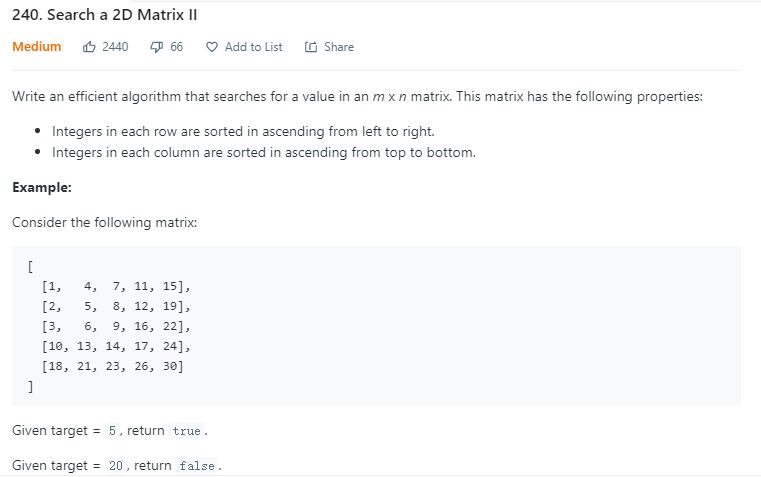 240. Search a 2D Matrix II
Medium 2440 66 Add to List Share
Write an efficient algorithm that searches for a value in an m x n matrix. This matrix has the following properties:
• Integers in each row are sorted in ascending from left to right.
• Integers in each column are sorted in ascending from top to bottom.
Example:
Consider the following matrix:
[
[1, 4, 7, 11, 15],
[2, 5, 8, 12, 19],
[3, 6, 9, 16, 22],
[10, 13, 14, 17, 24],
[18, 21, 23, 26, 30]
]
Given target = 5, return true.
Given target = 20, return false.